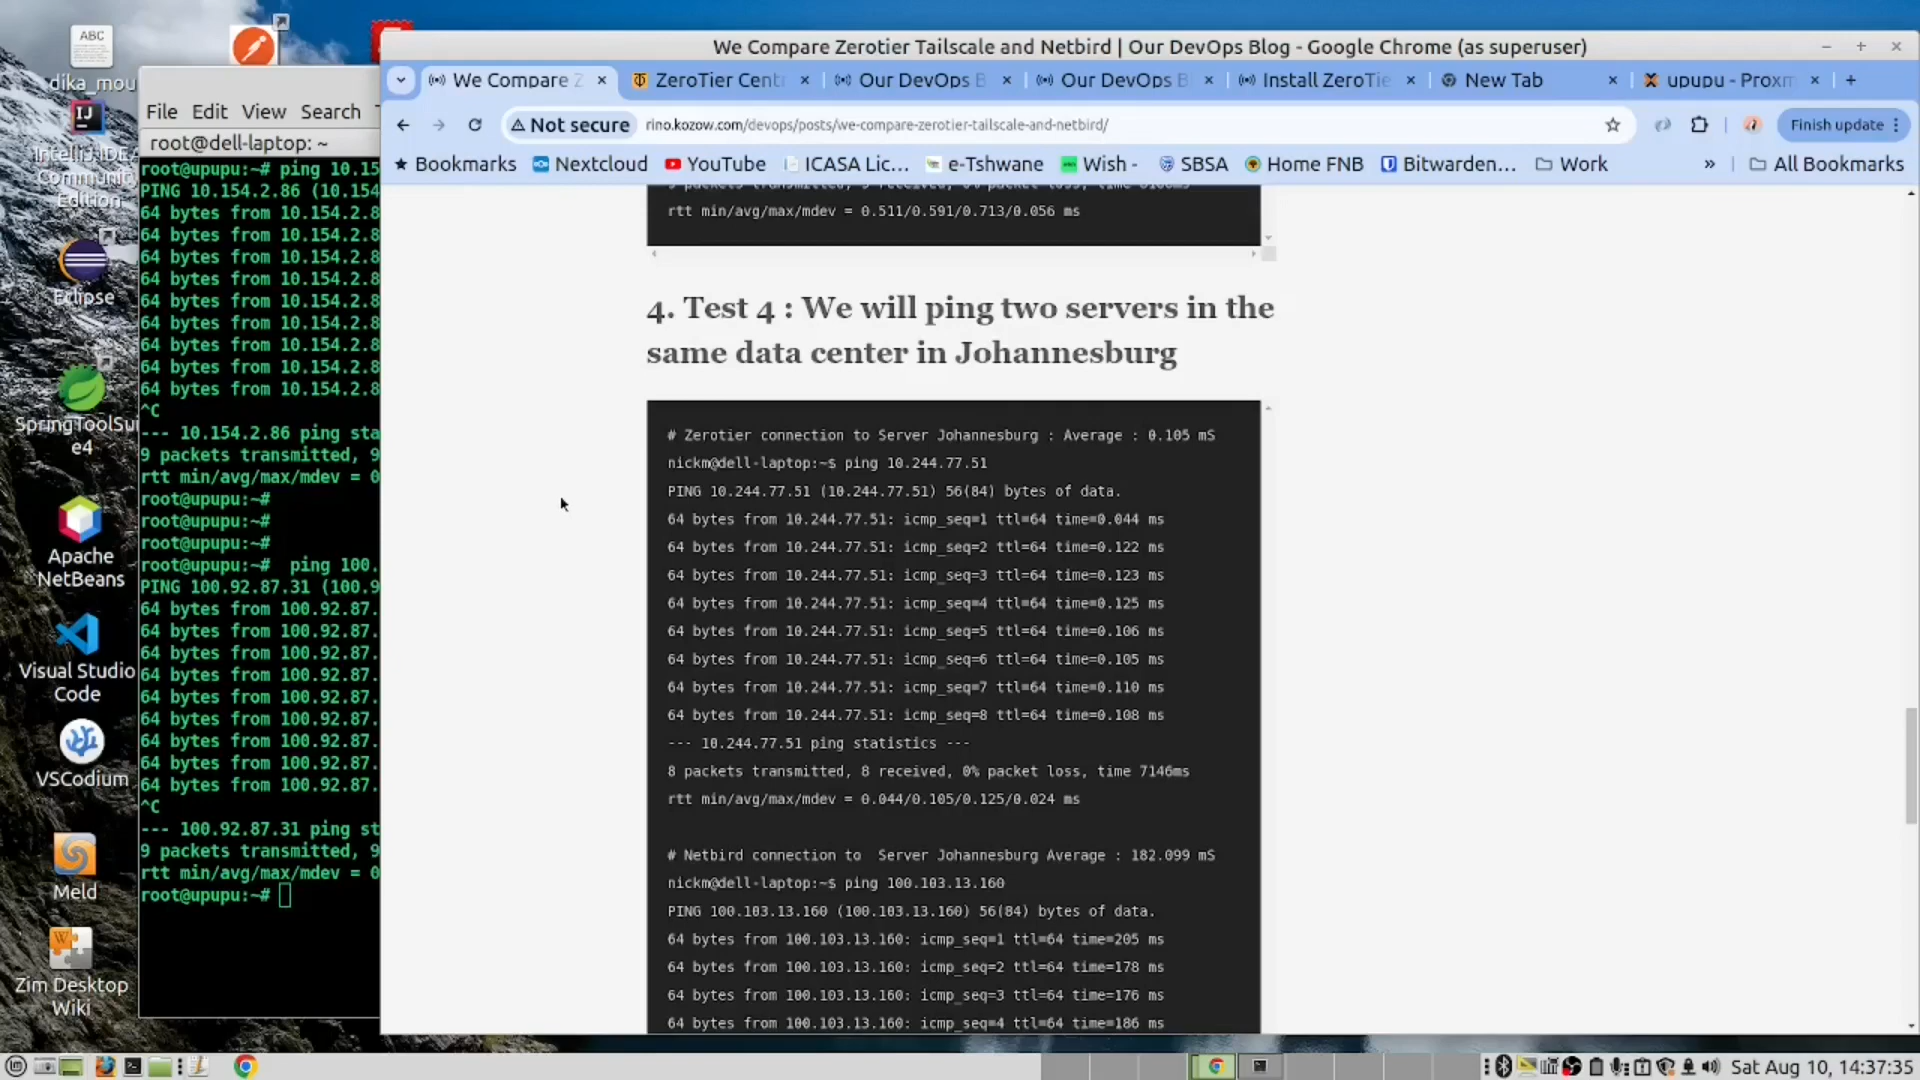 ABC
dika_mou
IntelliJ IDEA
Community
Edition
Eclipse
SpringToolSui
e4
Apache
NetBeans
Visual Studio
Code
VSCodium
Meld
Zim Desktop
Wiki
File Edit View Search
root@dell-laptop: ~
root@upupu:~# ping 10.15
PING 10.154.2.86 (10.154
64 bytes from 10.154.2.8
64 bytes from 10.154.2.8
64 bytes from 10.154.2.8
64 bytes from 10.154.2.8
64 bytes from 10.154.2.8
64 bytes from 10.154.2.8
64 bytes from 10.154.2.8
64 bytes from 10.154.2.8
64 bytes from 10.154.2.8
^C
--- 10.154.2.86 ping sta
9 packets transmitted, 9
rtt min/avg/max/mdev = 0
root@upupu:~#
root@upupu:~#
root@upupu:~#
root@upupu:~#  ping 100.
PING 100.92.87.31 (100.9
64 bytes from 100.92.87.
64 bytes from 100.92.87.
64 bytes from 100.92.87.
64 bytes from 100.92.87.
64 bytes from 100.92.87.
64 bytes from 100.92.87.
64 bytes from 100.92.87.
64 bytes from 100.92.87.
64 bytes from 100.92.87.
^C
--- 100.92.87.31 ping st
9 packets transmitted, 9
rtt min/avg/max/mdev = 0
root@upupu:~#
We Compare Zerotier Tailscale and Netbird | Our DevOps Blog - Google Chrome (as superuser)
We Compare Z ZeroTier Cent Our DevOps B Our DevOps B Install ZeroTie New Tab upupu - Proxm
Not secure rino.kozow.com/devops/posts/we-compare-zerotier-tailscale-and-netbird/ Finish update
Bookmarks Nextcloud YouTube ICASA Lic... e-Tshwane Wish - SBSA Home FNB Bitwarden... Work » All Bookmarks
rtt min/avg/max/mdev = 0.511/0.591/0.713/0.056 ms
4. Test 4 : We will ping two servers in the
same data center in Johannesburg
# Zerotier connection to Server Johannesburg : Average : 0.105 mS
nickm@dell-laptop:~$ ping 10.244.77.51
PING 10.244.77.51 (10.244.77.51) 56(84) bytes of data.
64 bytes from 10.244.77.51: icmp_seq=1 ttl=64 time=0.044 ms
64 bytes from 10.244.77.51: icmp_seq=2 ttl=64 time=0.122 ms
64 bytes from 10.244.77.51: icmp_seq=3 ttl=64 time=0.123 ms
64 bytes from 10.244.77.51: icmp_seq=4 ttl=64 time=0.125 ms
64 bytes from 10.244.77.51: icmp_seq=5 ttl=64 time=0.106 ms
64 bytes from 10.244.77.51: icmp_seq=6 ttl=64 time=0.105 ms
64 bytes from 10.244.77.51: icmp_seq=7 ttl=64 time=0.110 ms
64 bytes from 10.244.77.51: icmp_seq=8 ttl=64 time=0.108 ms
--- 10.244.77.51 ping statistics ---
8 packets transmitted, 8 received, 0% packet loss, time 7146ms
rtt min/avg/max/mdev = 0.044/0.105/0.125/0.024 ms
# Netbird connection to  Server Johannesburg Average : 182.099 mS
nickm@dell-laptop:~$ ping 100.103.13.160
PING 100.103.13.160 (100.103.13.160) 56(84) bytes of data.
64 bytes from 100.103.13.160: icmp_seq=1 ttl=64 time=205 ms
64 bytes from 100.103.13.160: icmp_seq=2 ttl=64 time=178 ms
64 bytes from 100.103.13.160: icmp_seq=3 ttl=64 time=176 ms
64 bytes from 100.103.13.160: icmp_seq=4 ttl=64 time=186 ms
Sat Aug 10, 14:37:35